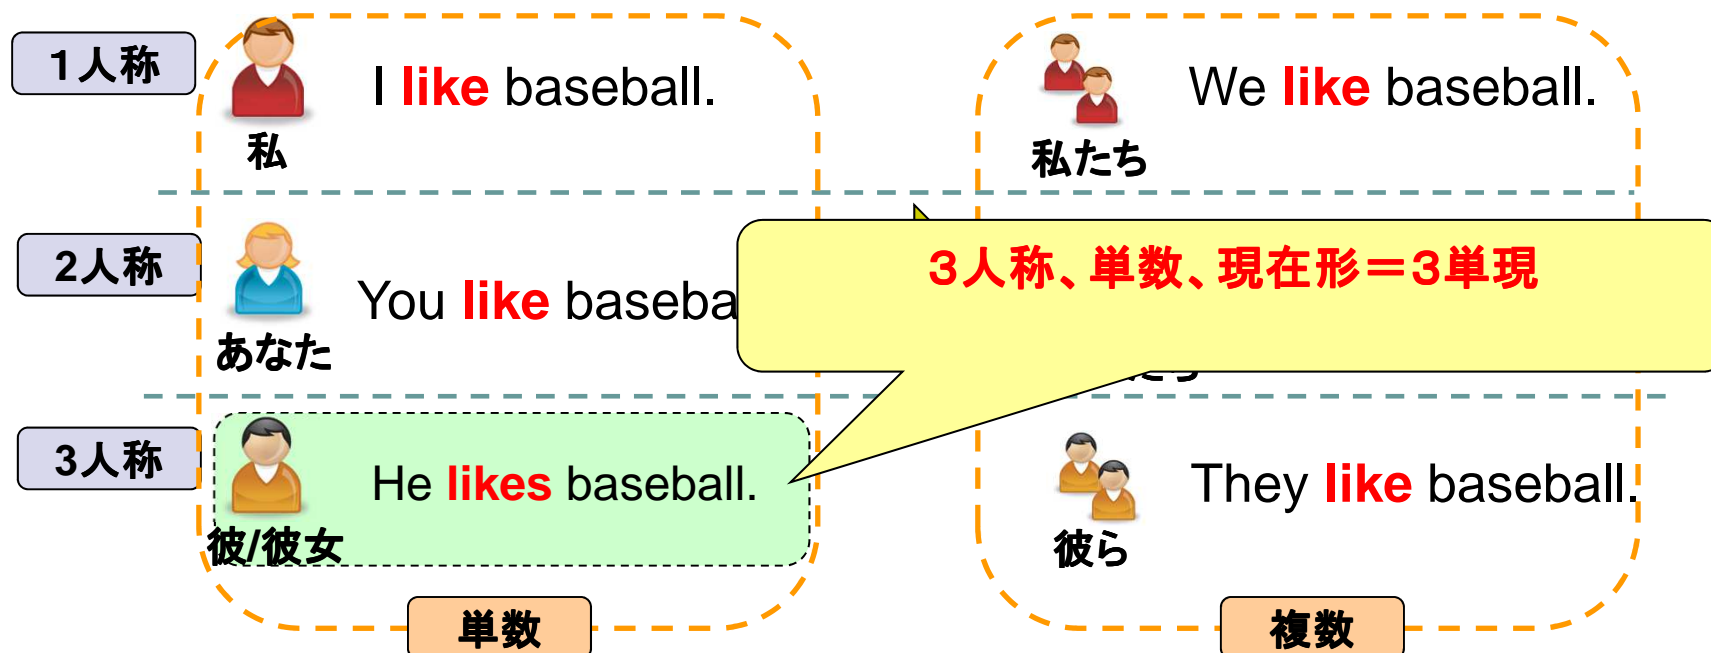 1人称
I like baseball.
私
We like baseball.
私たち
2人称
You like
あなた
3人称、単数、現在形＝3単現
3人称
He likes baseball.
彼/彼女
They like baseball.
彼ら
単数
複数